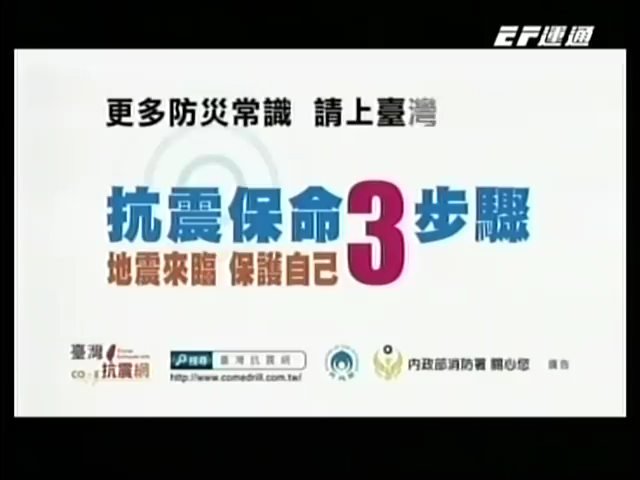 EF運通
更多防災常識 請上臺灣
抗震保命3步驟
地震來臨 保護自己
臺灣
抗震網
搜尋 臺灣抗震網
http://www.comedrill.com.tw/
內政部消防署 關心您
廣告